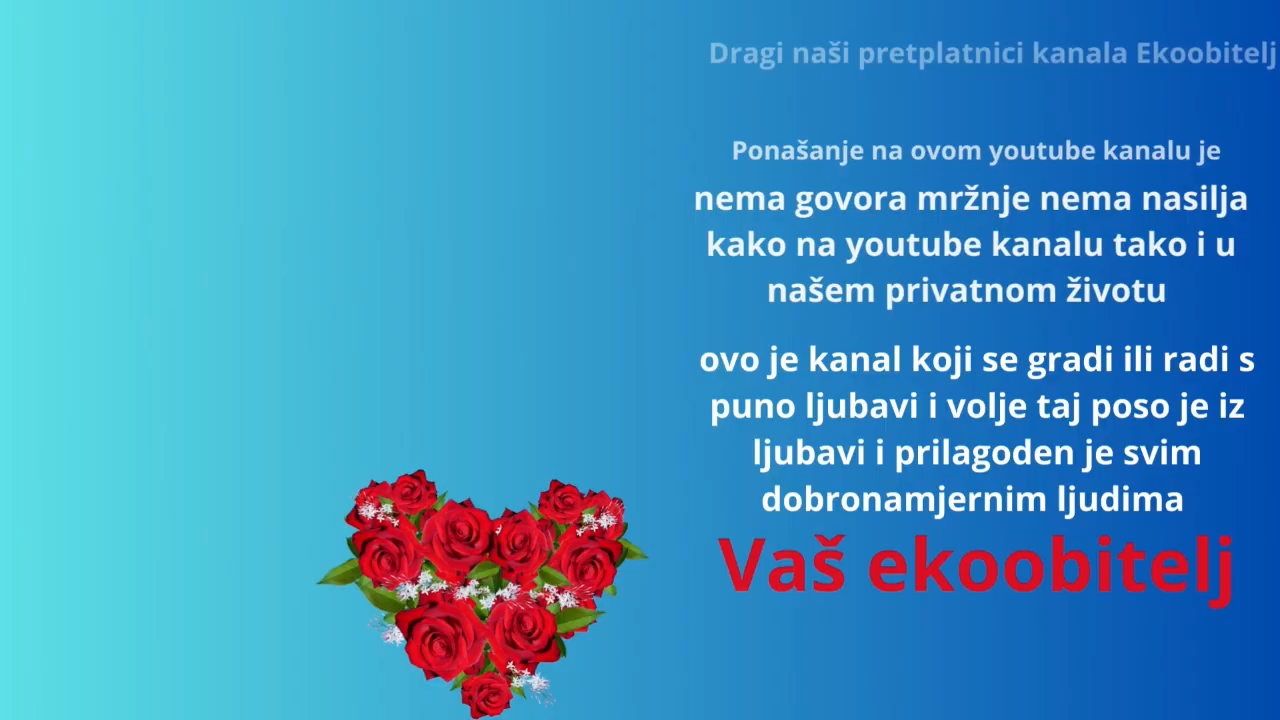 Dragi naši pretplatnici kanala Ekoobitelj
Ponašanje na ovom youtube kanalu je
nema govora mržnje nema nasilja
kako na youtube kanalu tako i u
našem privatnom životu
ovo je kanal koji se gradi ili radi s
puno ljubavi i volje taj poso je iz
ljubavi i prilagoden je svim
dobronamjernim ljudima
Vaš ekoobitelj